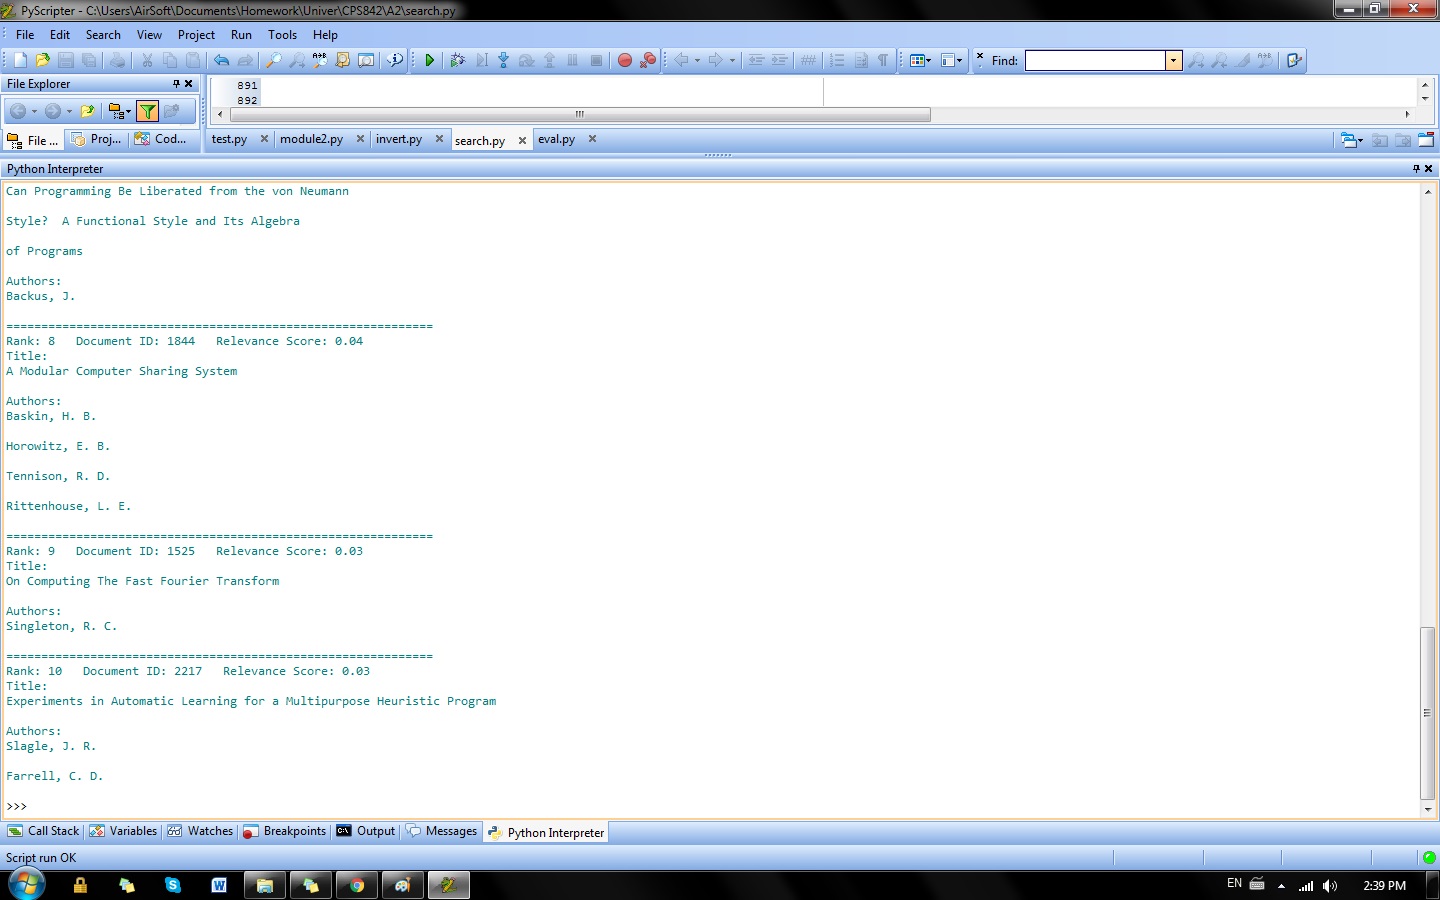 PyScripter - C:\Users\AirSoft\Documents\Homework\Univer\CPS842\A2\search.py
File Edit Search View Project Run Tools Help
Find:
File Explorer
891
892
File ... Proj... Cod...
test.py module2.py invert.py search.py eval.py
Python Interpreter
Can Programming Be Liberated from the von Neumann
Style?  A Functional Style and Its Algebra
of Programs
Authors:
Backus, J.
=============================================================
Rank: 8   Document ID: 1844   Relevance Score: 0.04
Title:
A Modular Computer Sharing System
Authors:
Baskin, H. B.
Horowitz, E. B.
Tennison, R. D.
Rittenhouse, L. E.
=============================================================
Rank: 9   Document ID: 1525   Relevance Score: 0.03
Title:
On Computing The Fast Fourier Transform
Authors:
Singleton, R. C.
=============================================================
Rank: 10   Document ID: 2217   Relevance Score: 0.03
Title:
Experiments in Automatic Learning for a Multipurpose Heuristic Program
Authors:
Slagle, J. R.
Farrell, C. D.
>>>
Call Stack Variables Watches Breakpoints Output Messages Python Interpreter
Script run OK
EN 2:39 PM